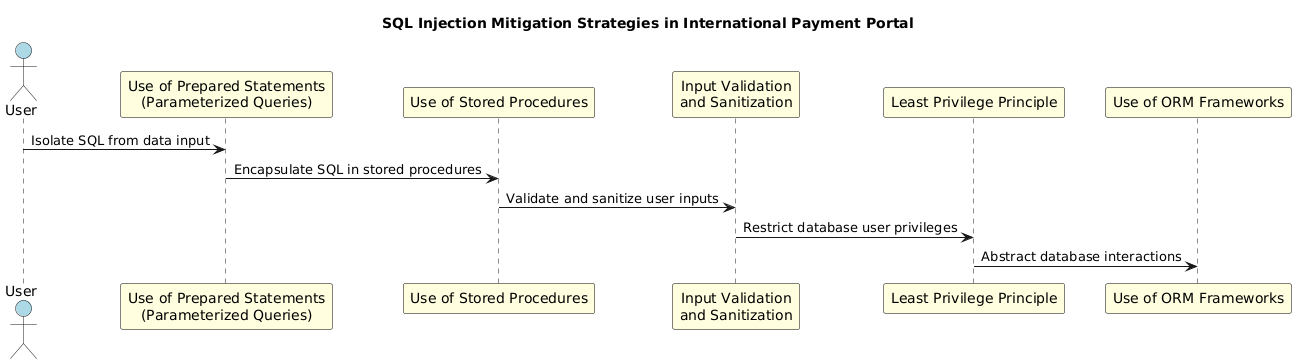 SQL Injection Mitigation Strategies in International Payment Portal
User
Use of Prepared Statements
(Parameterized Queries)
Use of Stored Procedures
Input Validation
and Sanitization
Least Privilege Principle
Use of ORM Frameworks
Isolate SQL from data input
Encapsulate SQL in stored procedures
Validate and sanitize user inputs
Restrict database user privileges
Abstract database interactions
User
Use of Prepared Statements
(Parameterized Queries)
Use of Stored Procedures
Input Validation
and Sanitization
Least Privilege Principle
Use of ORM Frameworks